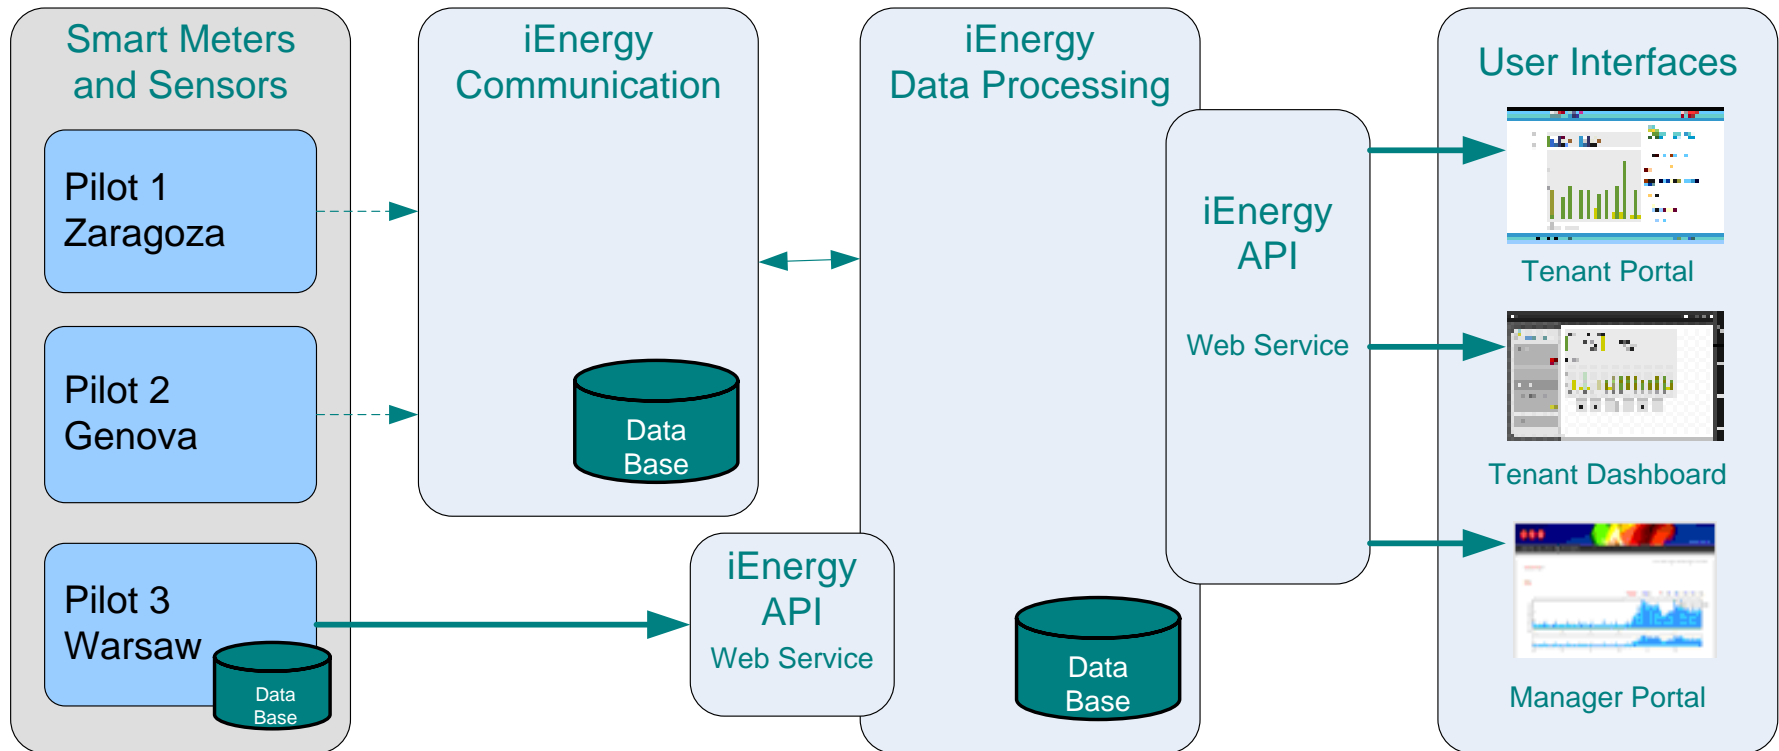 Smart Meters
and Sensors
Pilot 1
Zaragoza
Pilot 2
Genova
Pilot 3
Warsaw
Data
Base
iEnergy
Communication
Data
Base
iEnergy
API
Web Service
iEnergy
Data Processing
Data
Base
iEnergy
API
Web Service
User Interfaces
Tenant Portal
Tenant Dashboard
Manager Portal